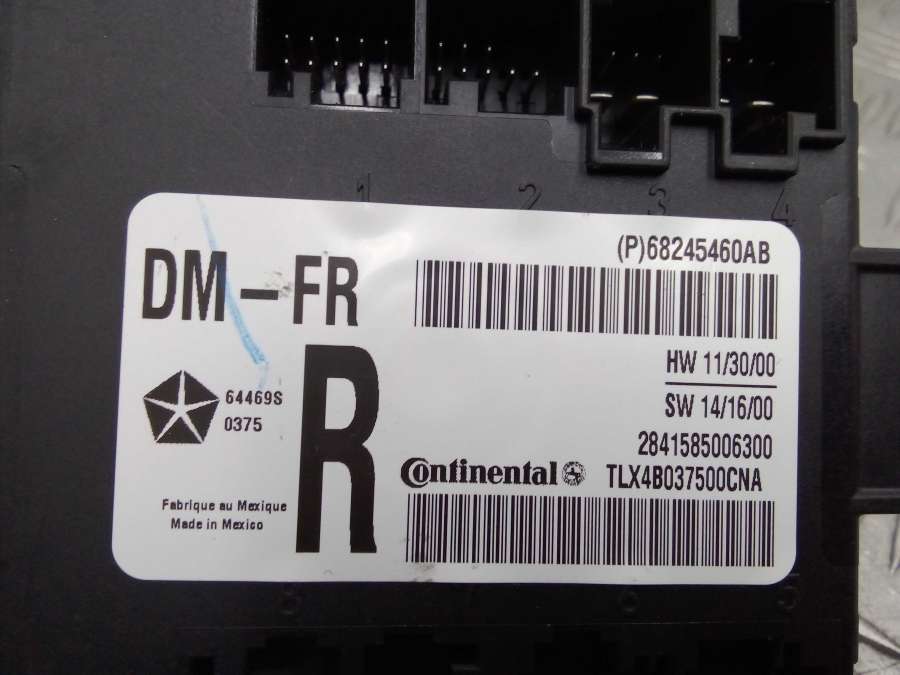 1 2 3 4
(P)68245460AB
DM-FR
HW 11/30/00
SW 14/16/00
64469S
0375
R
2841585006300
Continental
TLX4B037500CNA
Fabrique au Mexique
Made in Mexico